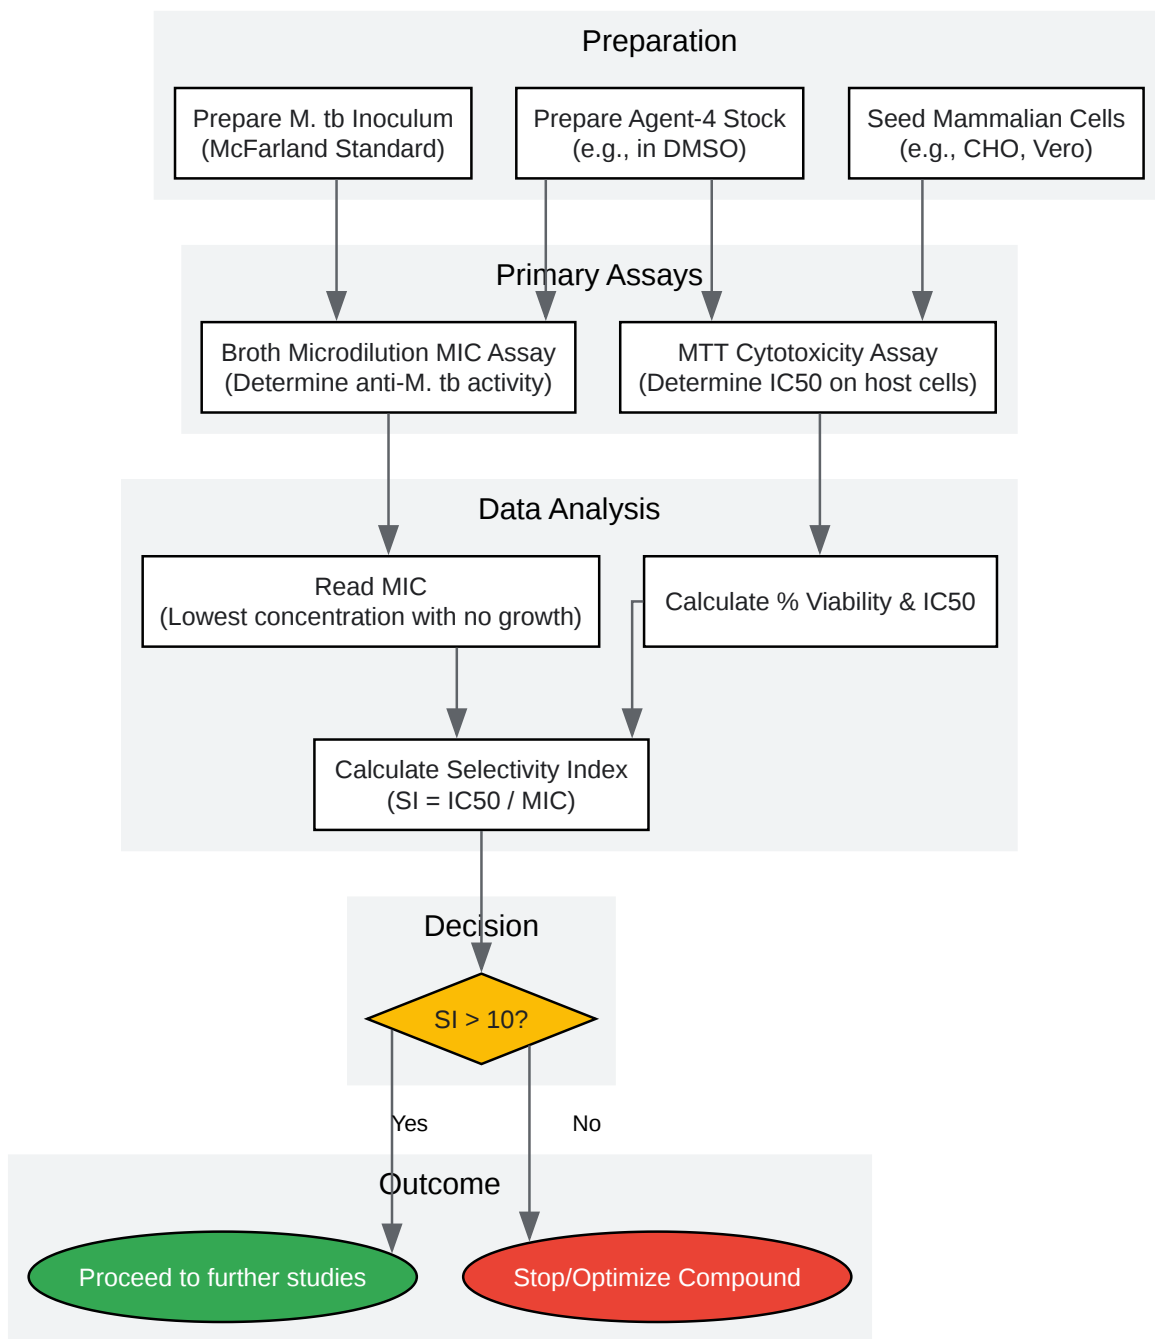 Preparation
Prepare M. tb Inoculum
(McFarland Standard)
Prepare Agent-4 Stock
(e.g., in DMSO)
Seed Mammalian Cells
(e.g., CHO, Vero)
Primary Assays
Broth Microdilution MIC Assay
(Determine anti-M. tb activity)
MTT Cytotoxicity Assay
(Determine IC50 on host cells)
Data Analysis
Read MIC
(Lowest concentration with no growth)
Calculate % Viability & IC50
Calculate Selectivity Index
(SI = IC50 / MIC)
Decision
SI > 10?
Yes
No
Outcome
Proceed to further studies
Stop/Optimize Compound